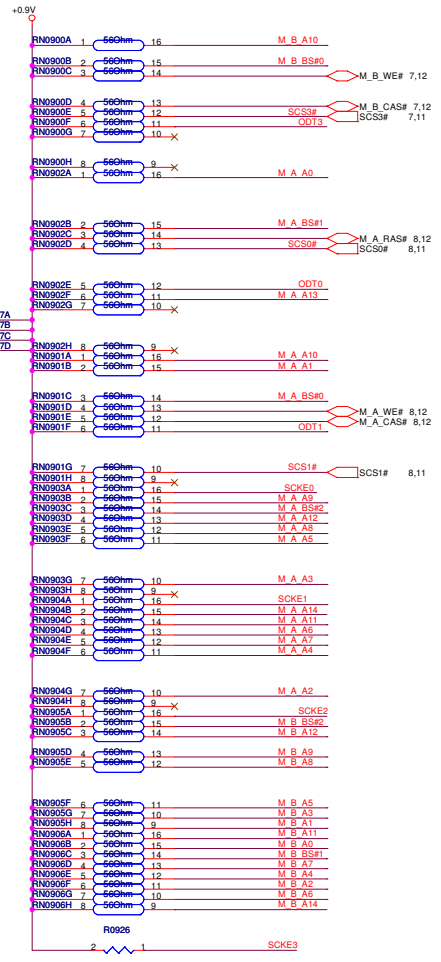 +0.9V
RN0900A 1 56Ohm 16 M_B_A10
RN0900B 2 56Ohm 15 M_B_BS#0
RN0900C 3 56Ohm 14 M_B_WE# 7,12
RN0900D 4 56Ohm 13 M_B_CAS# 7,12
RN0900E 5 56Ohm 12 SCS3# SCS3# 7,11
RN0900F 6 56Ohm 11 ODT3
RN0900G 7 56Ohm 10
RN0900H 8 56Ohm 9
RN0902A 1 56Ohm 16 M_A_A0
RN0902B 2 56Ohm 15 M_A_BS#1
RN0902C 3 56Ohm 14 M_A_RAS# 8,12
RN0902D 4 56Ohm 13 SCS0# SCS0# 8,11
RN0902E 5 56Ohm 12 ODT0
RN0902F 6 56Ohm 11 M_A_A13
RN0902G 7 56Ohm 10
7A
7B
7C
7D
RN0902H 8 56Ohm 9
RN0901A 1 56Ohm 16 M_A_A10
RN0901B 2 56Ohm 15 M_A_A1
RN0901C 3 56Ohm 14 M_A_BS#0
RN0901D 4 56Ohm 13 M_A_WE# 8,12
RN0901E 5 56Ohm 12 M_A_CAS# 8,12
RN0901F 6 56Ohm 11 ODT1
RN0901G 7 56Ohm 10 SCS1# SCS1# 8,11
RN0901H 8 56Ohm 9
RN0903A 1 56Ohm 16 SCKE0
RN0903B 2 56Ohm 15 M_A_A9
RN0903C 3 56Ohm 14 M_A_BS#2
RN0903D 4 56Ohm 13 M_A_A12
RN0903E 5 56Ohm 12 M_A_A8
RN0903F 6 56Ohm 11 M_A_A5
RN0903G 7 56Ohm 10 M_A_A3
RN0903H 8 56Ohm 9
RN0904A 1 56Ohm 16 SCKE1
RN0904B 2 56Ohm 15 M_A_A14
RN0904C 3 56Ohm 14 M_A_A11
RN0904D 4 56Ohm 13 M_A_A6
RN0904E 5 56Ohm 12 M_A_A7
RN0904F 6 56Ohm 11 M_A_A4
RN0904G 7 56Ohm 10 M_A_A2
RN0904H 8 56Ohm 9
RN0905A 1 56Ohm 16 SCKE2
RN0905B 2 56Ohm 15 M_B_BS#2
RN0905C 3 56Ohm 14 M_B_A12
RN0905D 4 56Ohm 13 M_B_A9
RN0905E 5 56Ohm 12 M_B_A8
RN0905F 6 56Ohm 11 M_B_A5
RN0905G 7 56Ohm 10 M_B_A3
RN0905H 8 56Ohm 9 M_B_A1
RN0906A 1 56Ohm 16 M_B_A11
RN0906B 2 56Ohm 15 M_B_A0
RN0906C 3 56Ohm 14 M_B_BS#1
RN0906D 4 56Ohm 13 M_B_A7
RN0906E 5 56Ohm 12 M_B_A4
RN0906F 6 56Ohm 11 M_B_A2
RN0906G 7 56Ohm 10 M_B_A6
RN0906H 8 56Ohm 9 M_B_A14
R0926
2 1 SCKE3